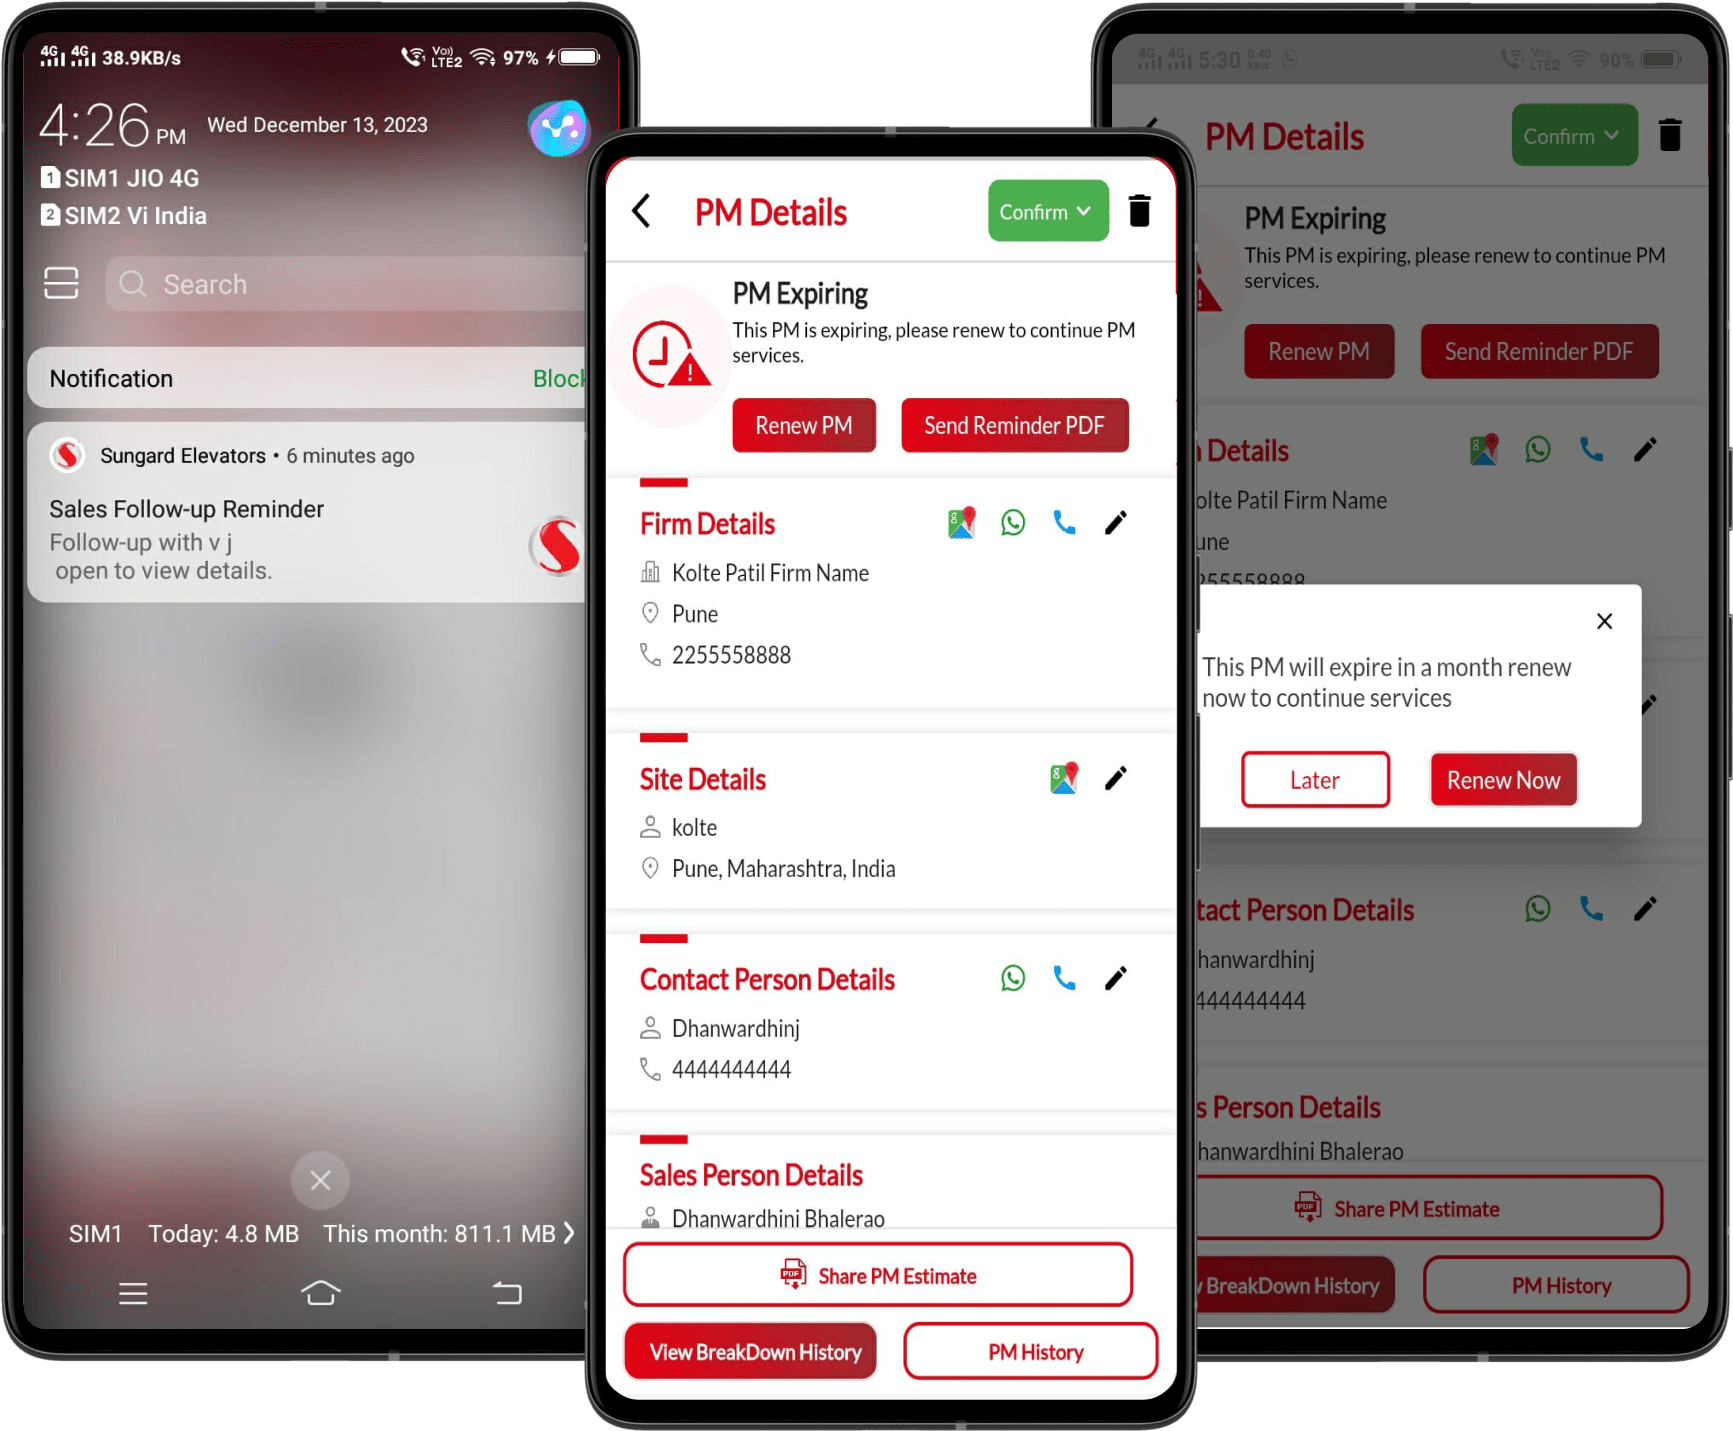 4G 4G 38.9KB/s Vo)) LTE2 97%
4:26 PM Wed December 13, 2023
1 SIM1 JIO 4G
2 SIM2 Vi India
Search
Notification Block
Sungard Elevators • 6 minutes ago
Sales Follow-up Reminder
Follow-up with v j
open to view details.
SIM1 Today: 4.8 MB This month: 811.1 MB
PM Details Confirm
PM Expiring
This PM is expiring, please renew to continue PM
services.
Renew PM Send Reminder PDF
Firm Details
Kolte Patil Firm Name
Pune
2255558888
Site Details
kolte
Pune, Maharashtra, India
Contact Person Details
Dhanwardhinj
4444444444
Sales Person Details
Dhanwardhini Bhalerao
PDF Share PM Estimate
View BreakDown History PM History
4G 4G 5:30 0.40 KB/s Vo)) LTE2 90%
PM Details Confirm
PM Expiring
This PM is expiring, please renew to continue PM
services.
Renew PM Send Reminder PDF
Details
olte Patil Firm Name
une
255558888
This PM will expire in a month renew
now to continue services
Later Renew Now
tact Person Details
hanwardhinj
444444444
s Person Details
hanwardhini Bhalerao
PDF Share PM Estimate
BreakDown History PM History